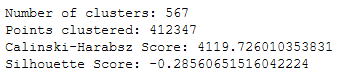 Number of clusters: 567
Points clustered: 412347
Calinski-Harabsz Score: 4119.726010353831
Silhouette Score: -0.28560651516042224